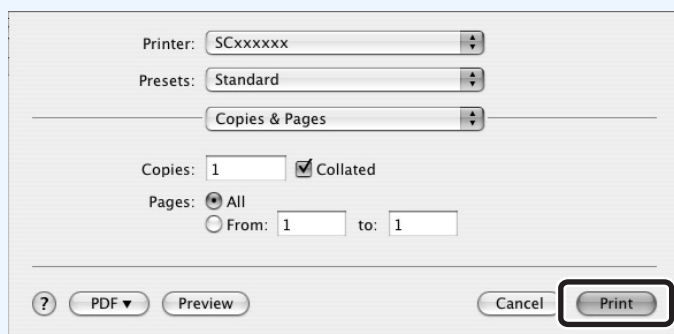 Printer: SCxxxxxx
Presets: Standard
Copies & Pages
Copies: 1 Collated
Pages: All
From: 1 to: 1
? PDF▼ Preview Cancel Print